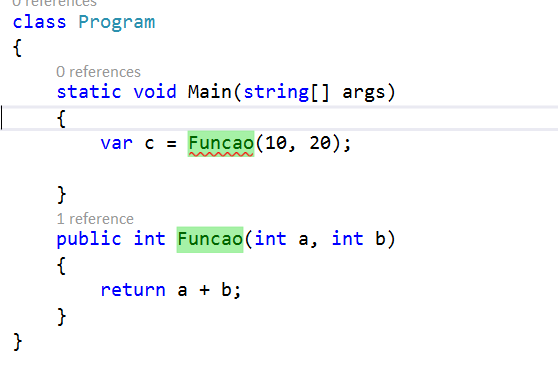 0 references
class Program
{
0 references
static void Main(string[] args)
{
var c = Funcao(10, 20);
}
1 reference
public int Funcao(int a, int b)
{
return a + b;
}
}